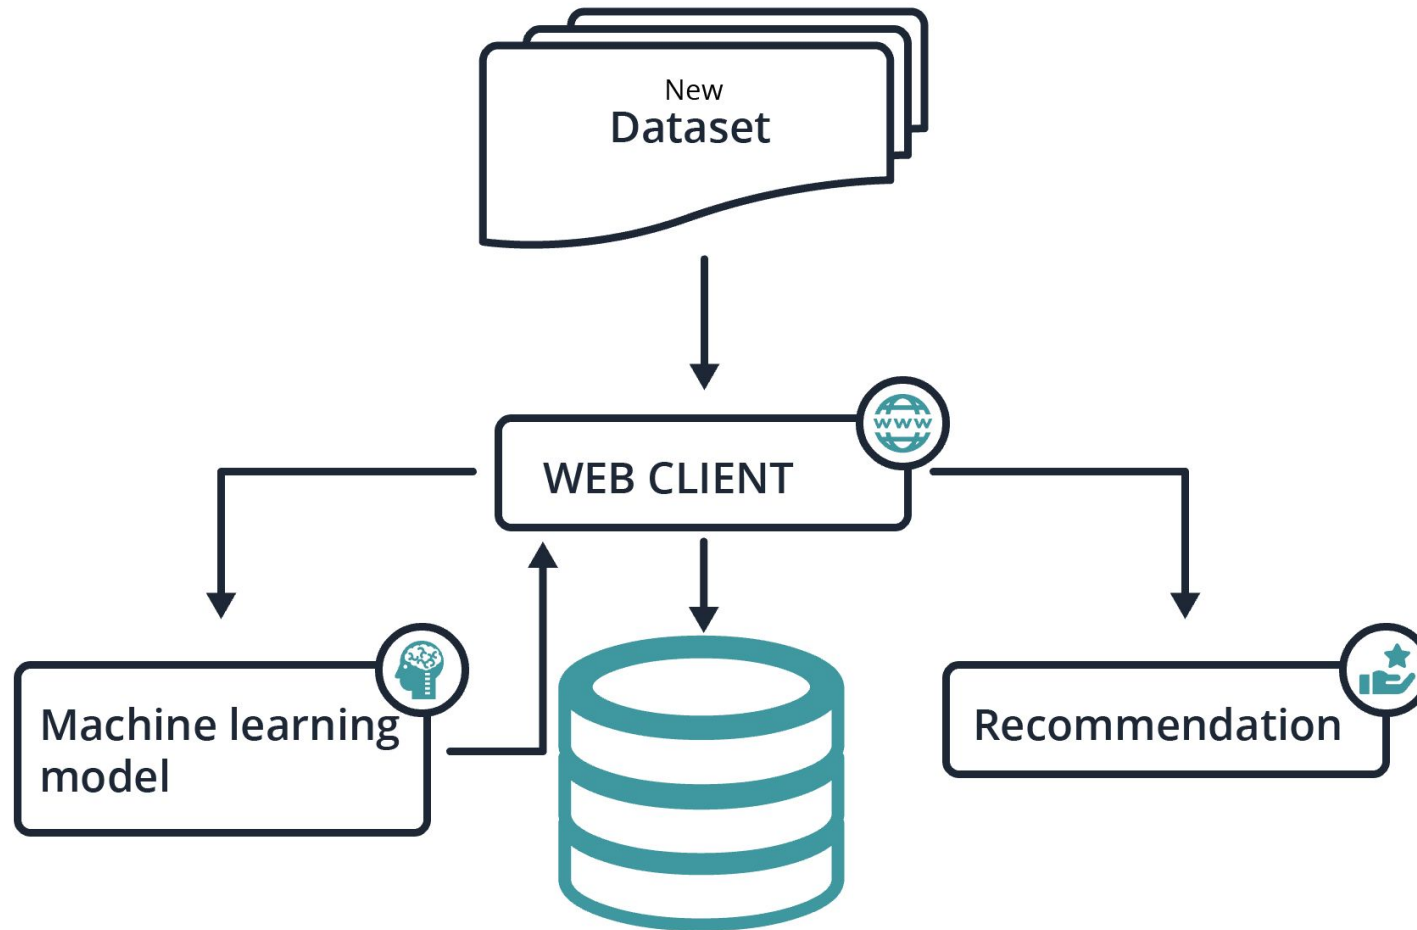 New
Dataset
www
WEB CLIENT
Machine learning
model
Recommendation